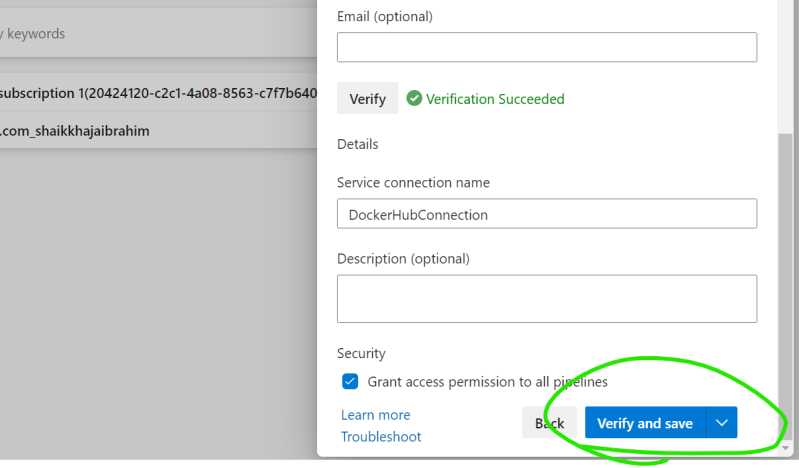 Email (optional)
y keywords
Verify
Verification Succeeded
subscription 1(20424120-c2c1-4a08-8563-c7f7b640
.com_shaikkhajaibrahim
Details
Service connection name
DockerHubConnection
Description (optional)
Security
Grant access permission to all pipelines
Learn more
Back
Verify and save
Troubleshoot